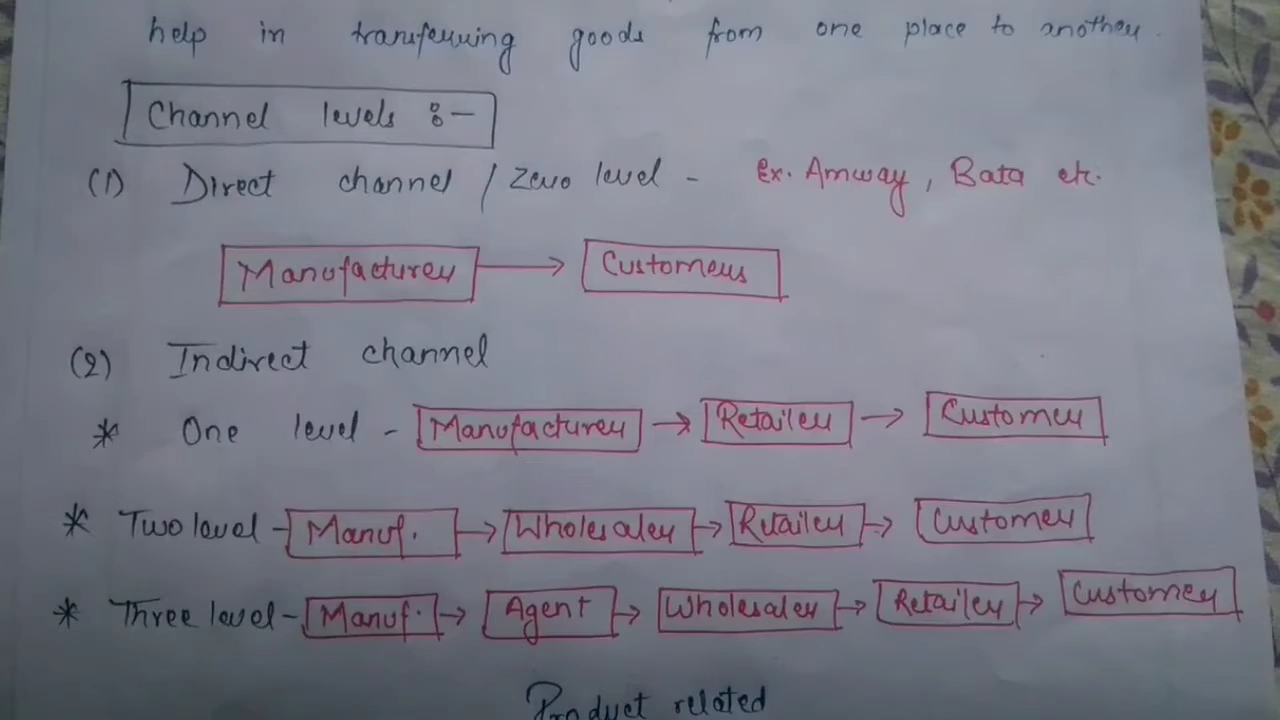 help in transferring goods from one place to another.
Channel levels :-
(1) Direct channel / Zero level - Ex. Amway, Bata etc.
Manufacturer → Customers
(2) Indirect channel
* One level - Manufacturer → Retailer → Customer
* Two level - Manuf. → Wholesaler → Retailer → Customer
* Three level - Manuf. → Agent → Wholesaler → Retailer → Customer
Product related